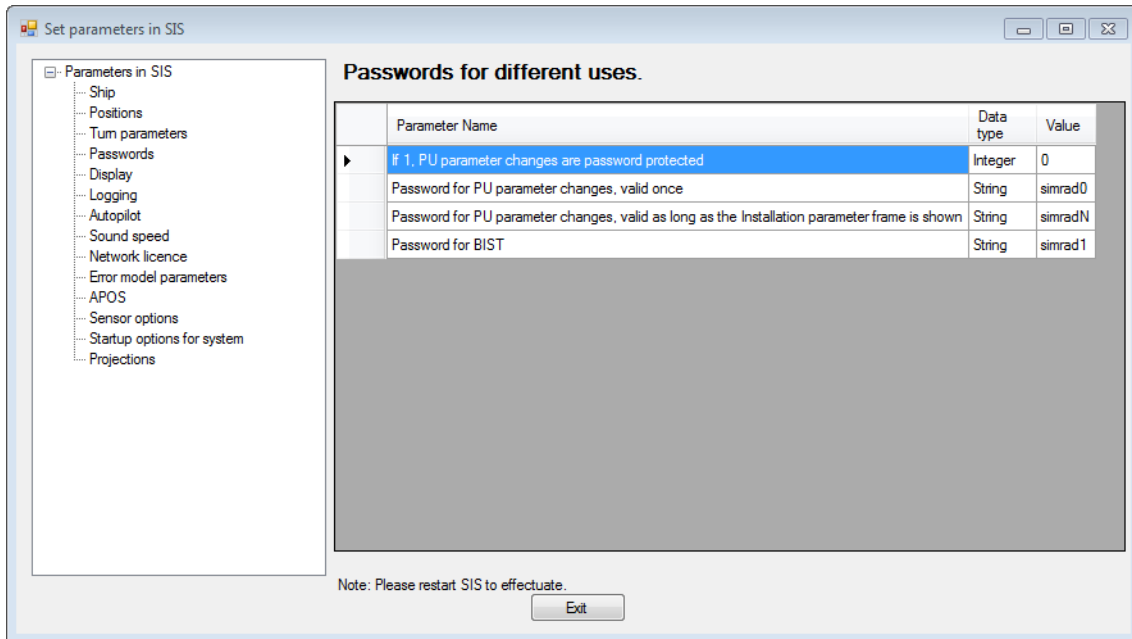 Set parameters in SIS
Parameters in SIS
Ship
Positions
Turn parameters
Passwords
Display
Logging
Autopilot
Sound speed
Network licence
Error model parameters
APOS
Sensor options
Startup options for system
Projections
Passwords for different uses.
Parameter Name Data type Value
If 1, PU parameter changes are password protected Integer 0
Password for PU parameter changes, valid once String simrad0
Password for PU parameter changes, valid as long as the Installation parameter frame is shown String simradN
Password for BIST String simrad1
Note: Please restart SIS to effectuate.
Exit